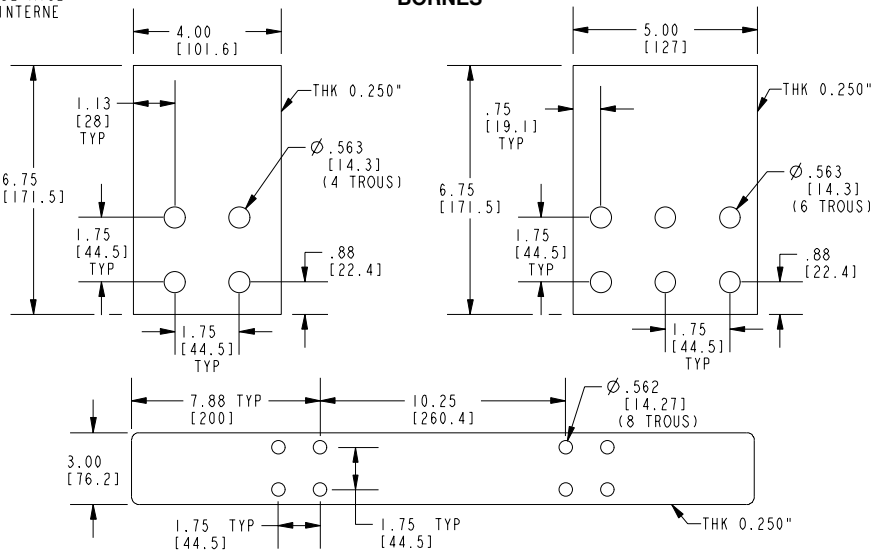 INTERNE
BORNES
4.00
[101.6]
1.13
[28]
TYP
THK 0.250"
Ø.563
[14.3]
(4 TROUS)
6.75
[171.5]
1.75
[44.5]
TYP
.88
[22.4]
1.75
[44.5]
TYP
5.00
[127]
.75
[19.1]
TYP
THK 0.250"
Ø.563
[14.3]
(6 TROUS)
6.75
[171.5]
1.75
[44.5]
TYP
.88
[22.4]
1.75
[44.5]
TYP
7.88 TYP
[200]
10.25
[260.4]
Ø.562
[14.27]
(8 TROUS)
3.00
[76.2]
1.75 TYP
[44.5]
1.75 TYP
[44.5]
THK 0.250"